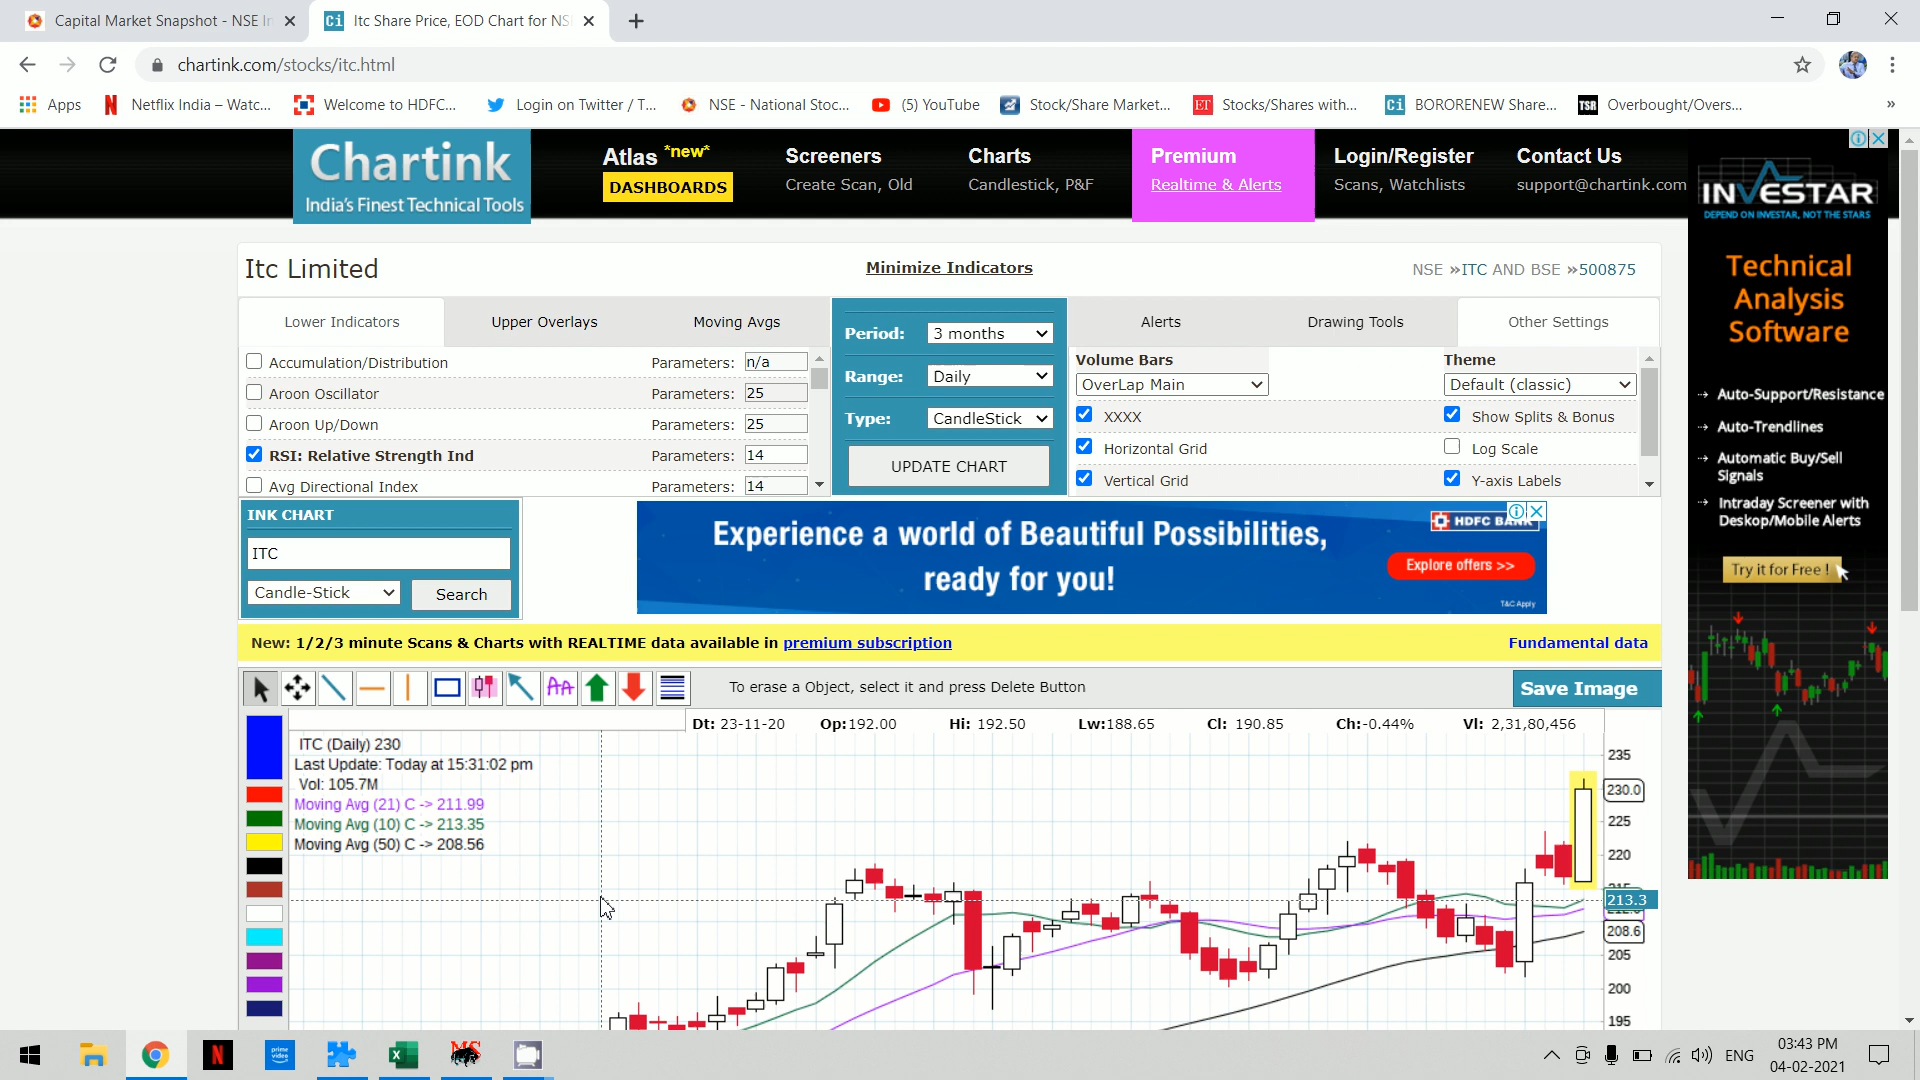 Capital Market Snapshot - NSE In
Itc Share Price, EOD Chart for NS
chartink.com/stocks/itc.html
Apps
Netflix India – Watc...
Welcome to HDFC...
Login on Twitter / T...
NSE - National Stoc...
(5) YouTube
Stock/Share Market...
ET
Stocks/Shares with...
Ci
BORORENEW Share...
TSR
Overbought/Overs...
»
Chartink
India's Finest Technical Tools
Atlas *new*
DASHBOARDS
Screeners
Create Scan, Old
Charts
Candlestick, P&F
Premium
Realtime & Alerts
Login/Register
Scans, Watchlists
Contact Us
support@chartink.com
INVESTAR
DEPEND ON INVESTAR, NOT THE STARS
Technical
Analysis
Software
Auto-Support/Resistance
Auto-Trendlines
Automatic Buy/Sell
Signals
Intraday Screener with
Deskop/Mobile Alerts
Try it for Free !
Itc Limited
Minimize Indicators
NSE »ITC AND BSE »500875
Lower Indicators
Upper Overlays
Moving Avgs
Accumulation/Distribution Parameters: n/a
Aroon Oscillator Parameters: 25
Aroon Up/Down Parameters: 25
RSI: Relative Strength Ind Parameters: 14
Avg Directional Index Parameters: 14
Period: 3 months
Range: Daily
Type: CandleStick
UPDATE CHART
Alerts
Drawing Tools
Other Settings
Volume Bars
OverLap Main
XXXX
Horizontal Grid
Vertical Grid
Theme
Default (classic)
Show Splits & Bonus
Log Scale
Y-axis Labels
INK CHART
ITC
Candle-Stick
Search
Experience a world of Beautiful Possibilities,
ready for you!
HDFC BANK
Explore offers >>
T&C Apply
New: 1/2/3 minute Scans & Charts with REALTIME data available in premium subscription
Fundamental data
To erase a Object, select it and press Delete Button
Save Image
Dt: 23-11-20 Op:192.00 Hi: 192.50 Lw:188.65 Cl: 190.85 Ch:-0.44% Vl: 2,31,80,456
ITC (Daily) 230
Last Update: Today at 15:31:02 pm
Vol: 105.7M
Moving Avg (21) C -> 211.99
Moving Avg (10) C -> 213.35
Moving Avg (50) C -> 208.56
235
230.0
225
220
213.3
208.6
205
200
195
ENG
03:43 PM
04-02-2021